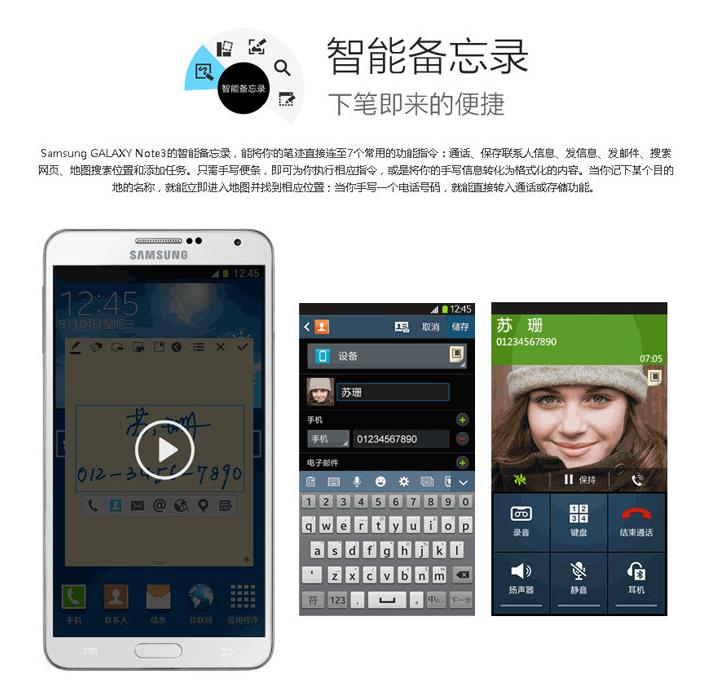 智能备忘录
智能备忘录
下笔即来的便捷
Samsung GALAXY Note3的智能备忘录，能将你的笔迹直接连至7个常用的功能指令：通话、保存联系人信息、发信息、发邮件、搜索
网页、地图搜索位置和添加任务。只需手写便条，即可为你执行相应指令，或是将你的手写信息转化为格式化的内容。当你记下某个目的
地的名称，就能立即进入地图并找到相应位置；当你手写一个电话号码，就能直接转入通话或存储功能。
SAMSUNG
12:45
12:45
9月04日 星期三
012-3456-7890
手机 联系人 信息 互联网 应用程序
12:45
取消 储存
设备
苏珊
手机
手机 01234567890
电子邮件
1 2 3 4 5 6 7 8 9 0
q w e r t y u i o p
a s d f g h j k l
' z x c v b n m
符 123 , . 中 下一步
苏 珊
01234567890
07:05
保持
录音 键盘 结束通话
扬声器 静音 耳机